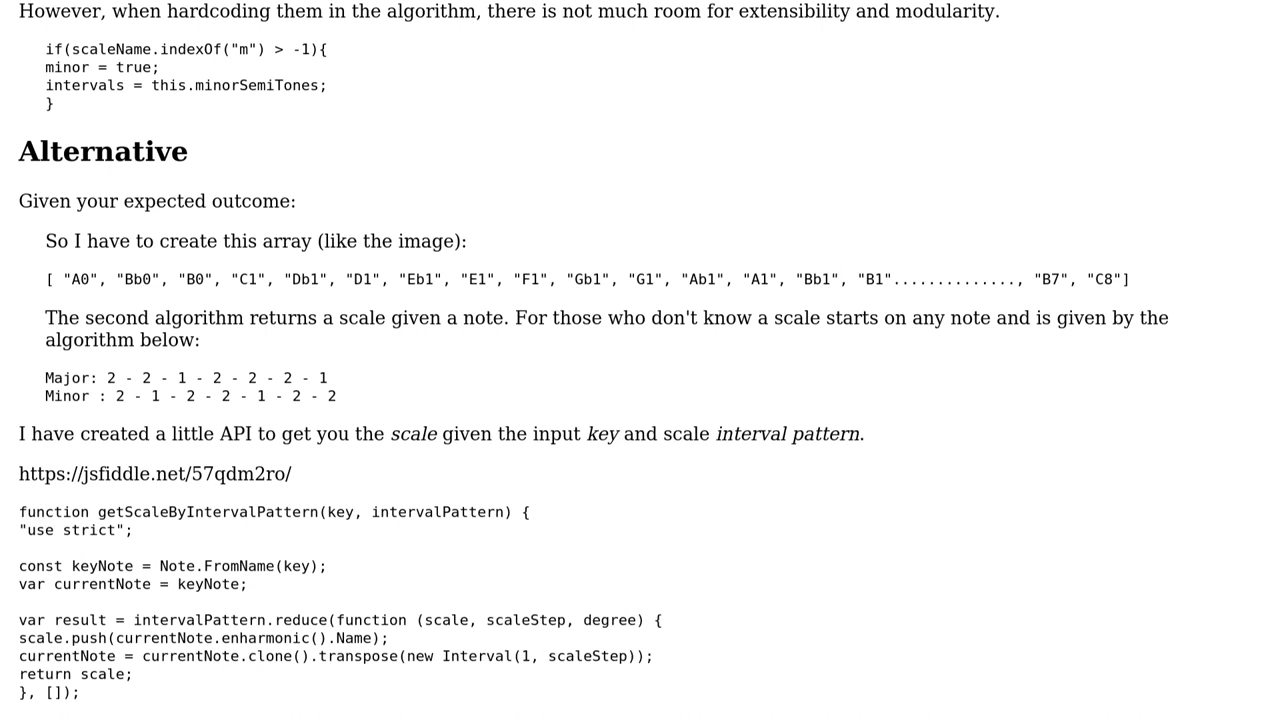 However, when hardcoding them in the algorithm, there is not much room for extensibility and modularity.
if(scaleName.indexOf("m") > -1){
minor = true;
intervals = this.minorSemiTones;
}
Alternative
Given your expected outcome:
So I have to create this array (like the image):
[ "A0", "Bb0", "B0", "C1", "Db1", "D1", "Eb1", "E1", "F1", "Gb1", "G1", "Ab1", "A1", "Bb1", "B1".............., "B7", "C8"]
The second algorithm returns a scale given a note. For those who don't know a scale starts on any note and is given by the
algorithm below:
Major: 2 - 2 - 1 - 2 - 2 - 2 - 1
Minor : 2 - 1 - 2 - 2 - 1 - 2 - 2
I have created a little API to get you the scale given the input key and scale interval pattern.
https://jsfiddle.net/57qdm2ro/
function getScaleByIntervalPattern(key, intervalPattern) {
"use strict";
const keyNote = Note.FromName(key);
var currentNote = keyNote;
var result = intervalPattern.reduce(function (scale, scaleStep, degree) {
scale.push(currentNote.enharmonic().Name);
currentNote = currentNote.clone().transpose(new Interval(1, scaleStep));
return scale;
}, []);